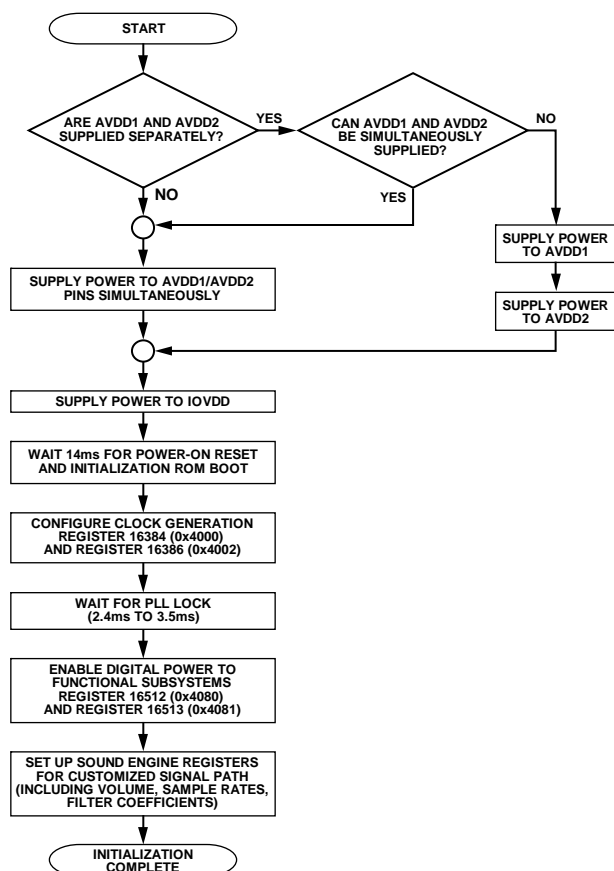 START
ARE AVDD1 AND AVDD2
SUPPLIED SEPARATELY?
YES
CAN AVDD1 AND AVDD2
BE SIMULTANEOUSLY
SUPPLIED?
NO
NO
YES
SUPPLY POWER
TO AVDD1
SUPPLY POWER TO AVDD1/AVDD2
PINS SIMULTANEOUSLY
SUPPLY POWER
TO AVDD2
SUPPLY POWER TO IOVDD
WAIT 14ms FOR POWER-ON RESET
AND INITIALIZATION ROM BOOT
CONFIGURE CLOCK GENERATION
REGISTER 16384 (0x4000)
AND REGISTER 16386 (0x4002)
WAIT FOR PLL LOCK
(2.4ms TO 3.5ms)
ENABLE DIGITAL POWER TO
FUNCTIONAL SUBSYSTEMS
REGISTER 16512 (0x4080)
AND REGISTER 16513 (0x4081)
SET UP SOUND ENGINE REGISTERS
FOR CUSTOMIZED SIGNAL PATH
(INCLUDING VOLUME, SAMPLE RATES,
FILTER COEFFICIENTS)
INITIALIZATION
COMPLETE